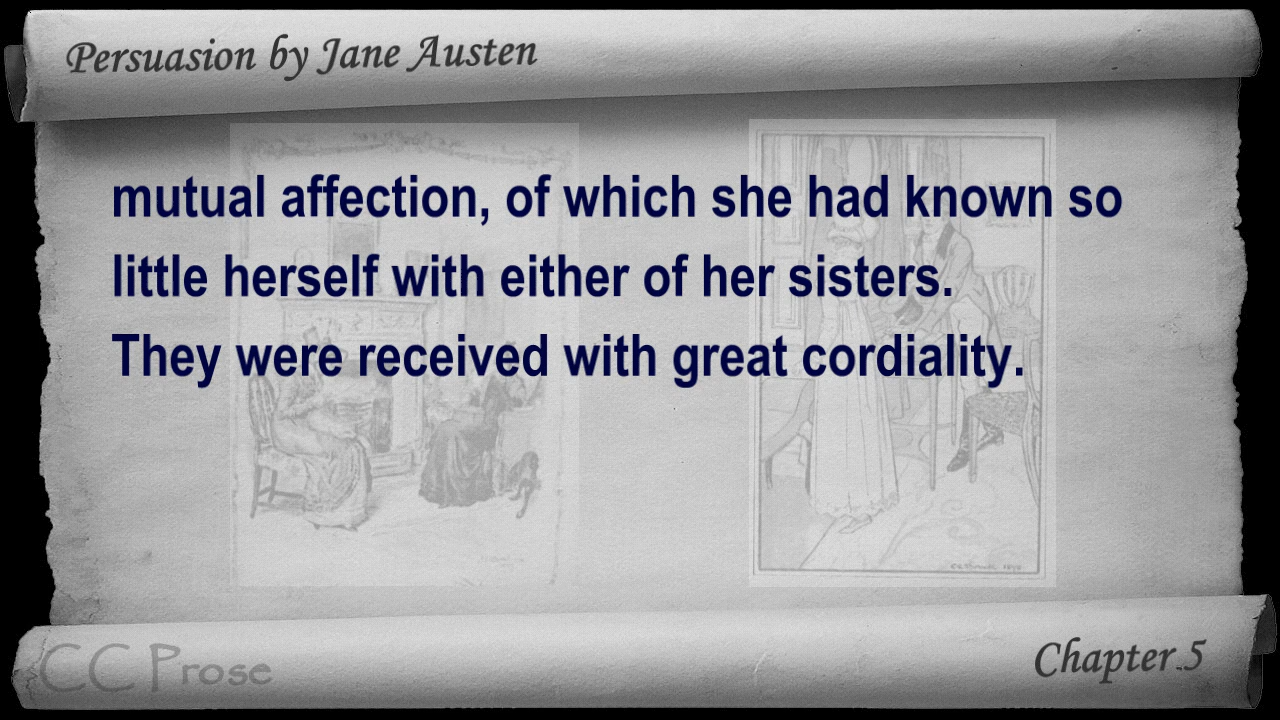 Persuasion by Jane Austen
mutual affection, of which she had known so
little herself with either of her sisters.
They were received with great cordiality.
CC Prose
Chapter 5